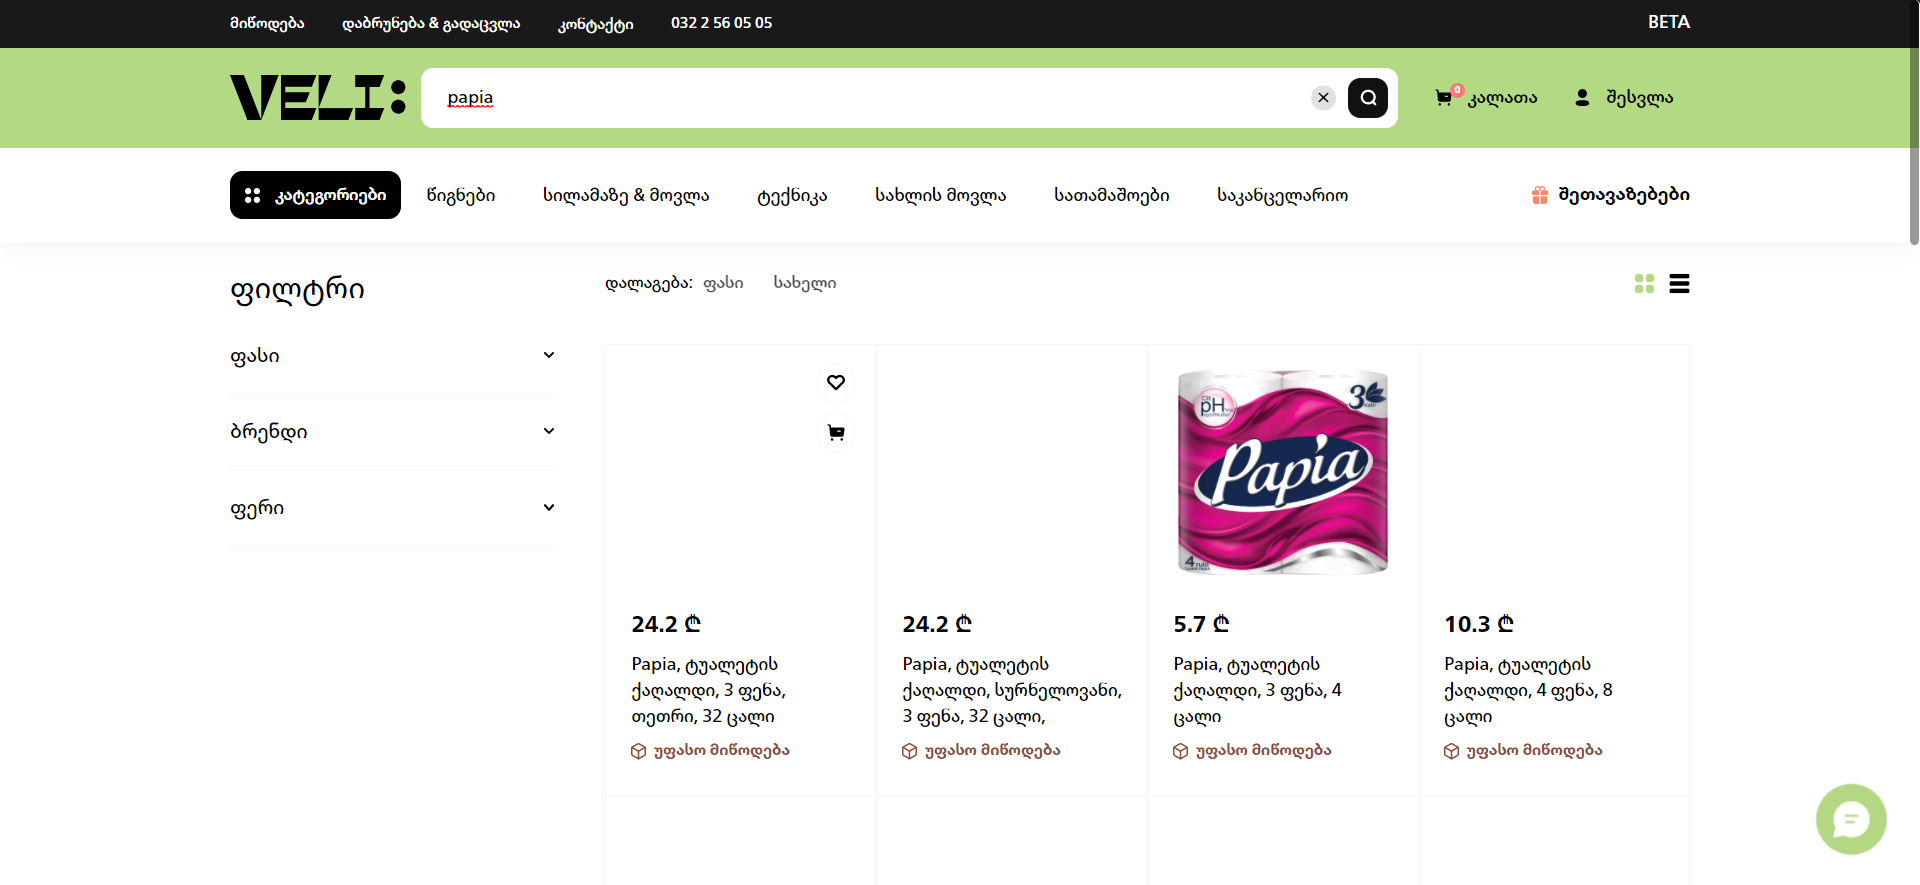 მიწოდება დაბრუნება & გადაცვლა კონტაქტი 032 2 56 05 05 BETA
VELI: papia 0 კალათა შესვლა
კატეგორიები წიგნები სილამაზე & მოვლა ტექნიკა სახლის მოვლა სათამაშოები საკანცელარიო შეთავაზებები
ფილტრი
ფასი
ბრენდი
ფერი
დალაგება: ფასი სახელი
pH
3
Papia
4
24.2 ₾
Papia, ტუალეტის
ქაღალდი, 3 ფენა,
თეთრი, 32 ცალი
უფასო მიწოდება
24.2 ₾
Papia, ტუალეტის
ქაღალდი, სურნელოვანი,
3 ფენა, 32 ცალი,
უფასო მიწოდება
5.7 ₾
Papia, ტუალეტის
ქაღალდი, 3 ფენა, 4
ცალი
უფასო მიწოდება
10.3 ₾
Papia, ტუალეტის
ქაღალდი, 4 ფენა, 8
ცალი
უფასო მიწოდება